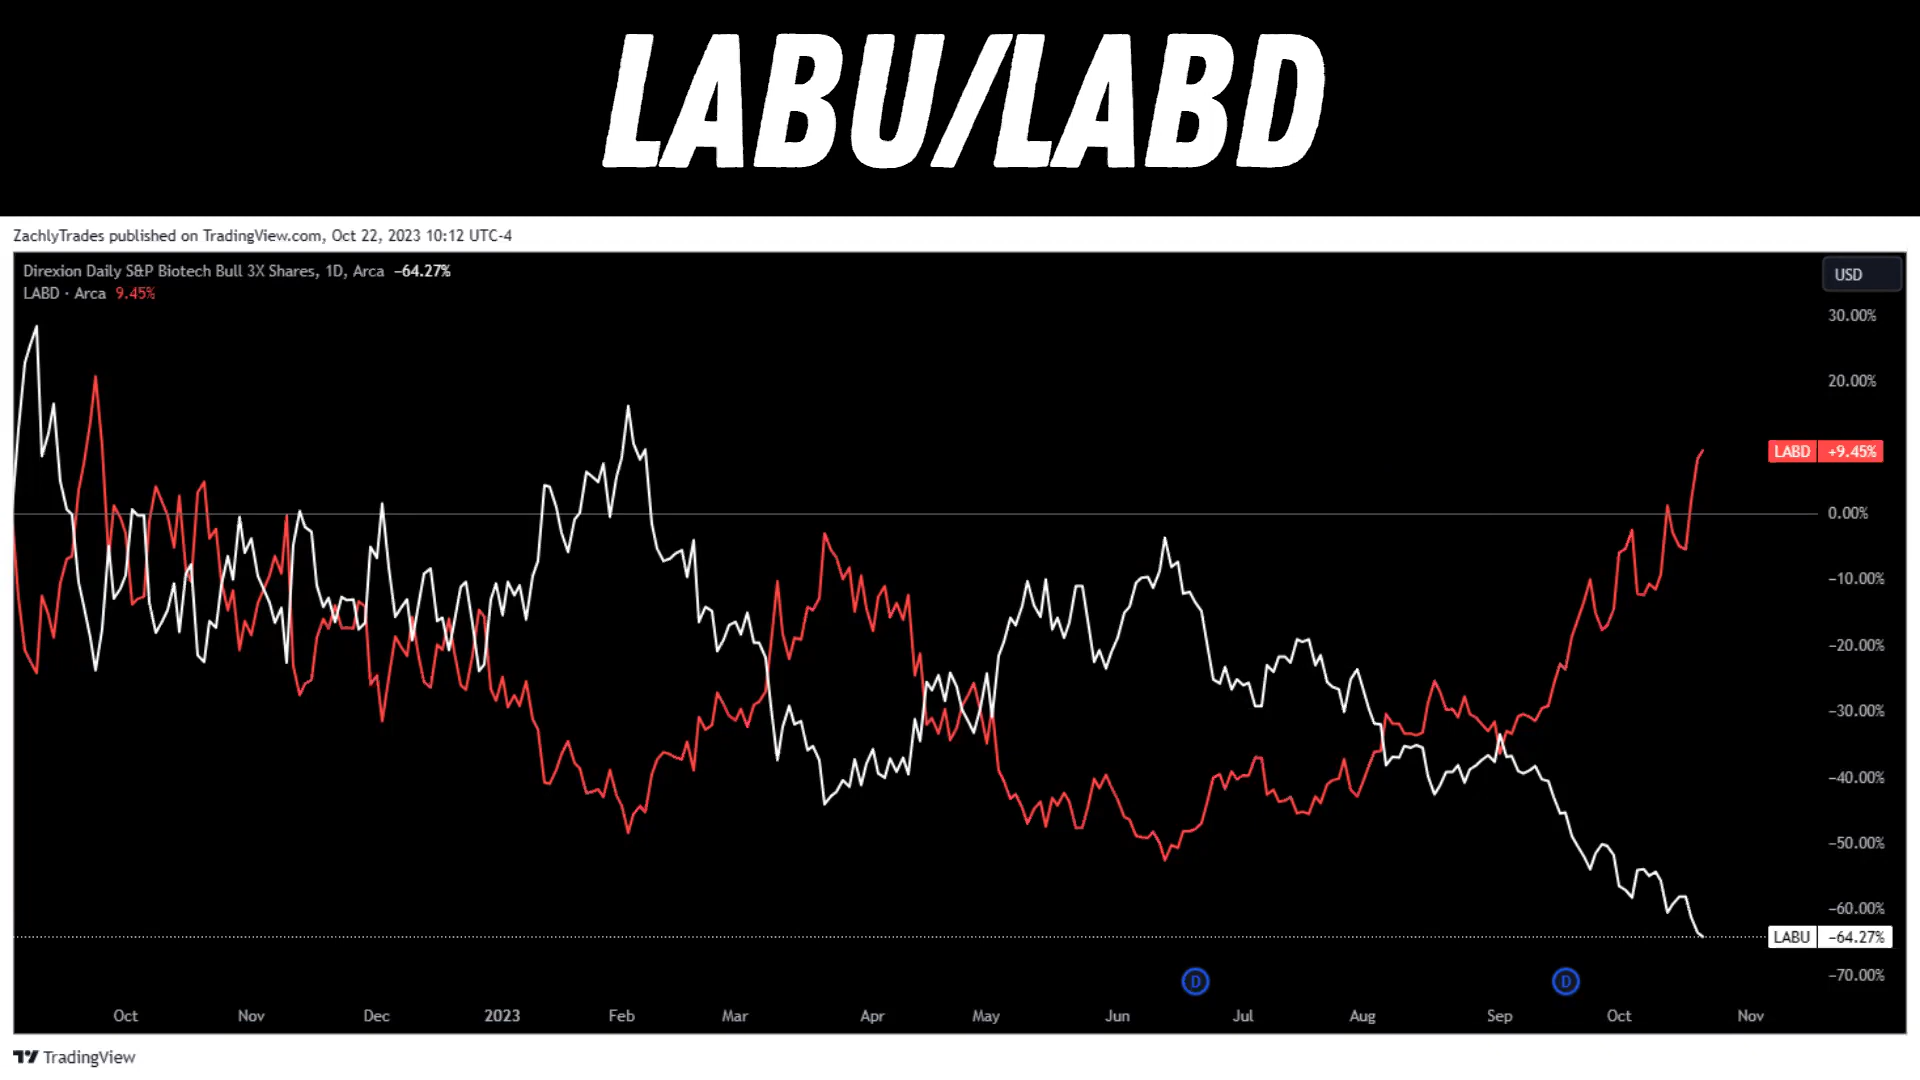 LABU/LABD
ZachlyTrades published on TradingView.com, Oct 22, 2023 10:12 UTC-4
Direxion Daily S&P Biotech Bull 3X Shares, 1D, Arca −64.27%
LABD · Arca 9.45%
USD
30.00%
20.00%
LABD +9.45%
0.00%
−10.00%
−20.00%
−30.00%
−40.00%
−50.00%
−60.00%
LABU −64.27%
−70.00%
D D
Oct Nov Dec 2023 Feb Mar Apr May Jun Jul Aug Sep Oct Nov
TradingView